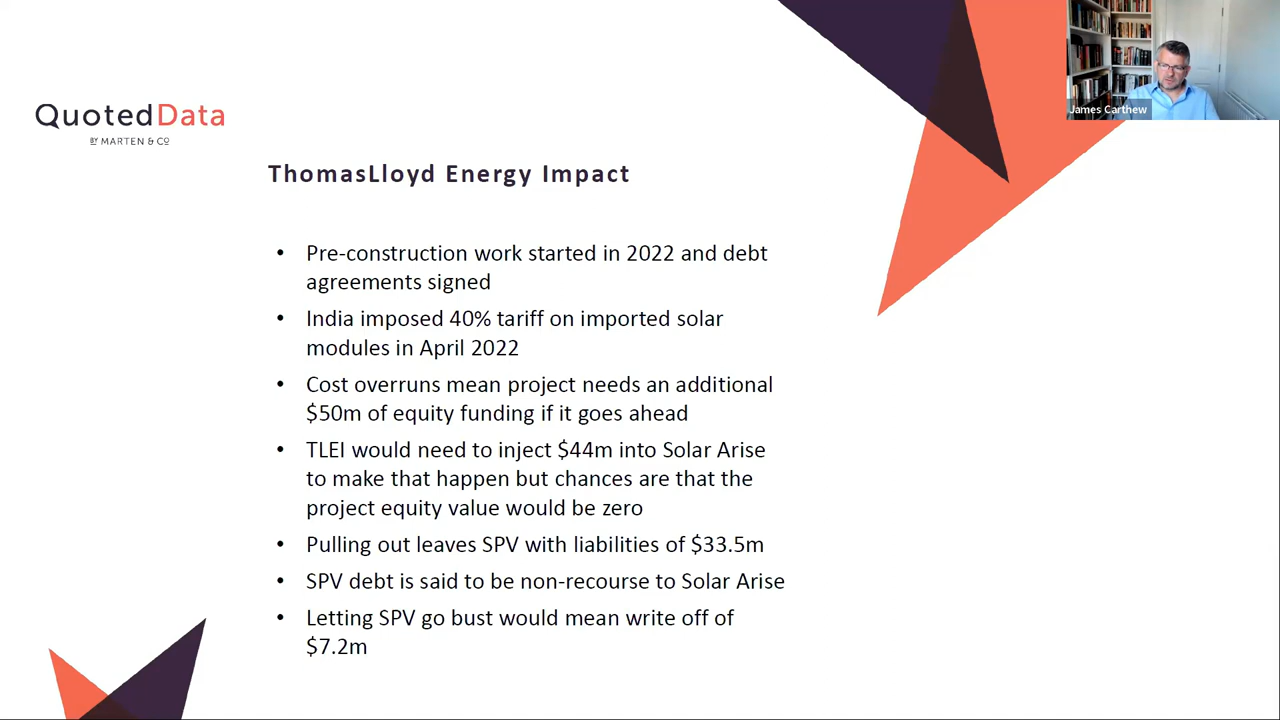 James Carthew
QuotedData
BY MARTEN & CO
ThomasLloyd Energy Impact
• Pre-construction work started in 2022 and debt
agreements signed
• India imposed 40% tariff on imported solar
modules in April 2022
• Cost overruns mean project needs an additional
$50m of equity funding if it goes ahead
• TLEI would need to inject $44m into Solar Arise
to make that happen but chances are that the
project equity value would be zero
• Pulling out leaves SPV with liabilities of $33.5m
• SPV debt is said to be non-recourse to Solar Arise
• Letting SPV go bust would mean write off of
$7.2m